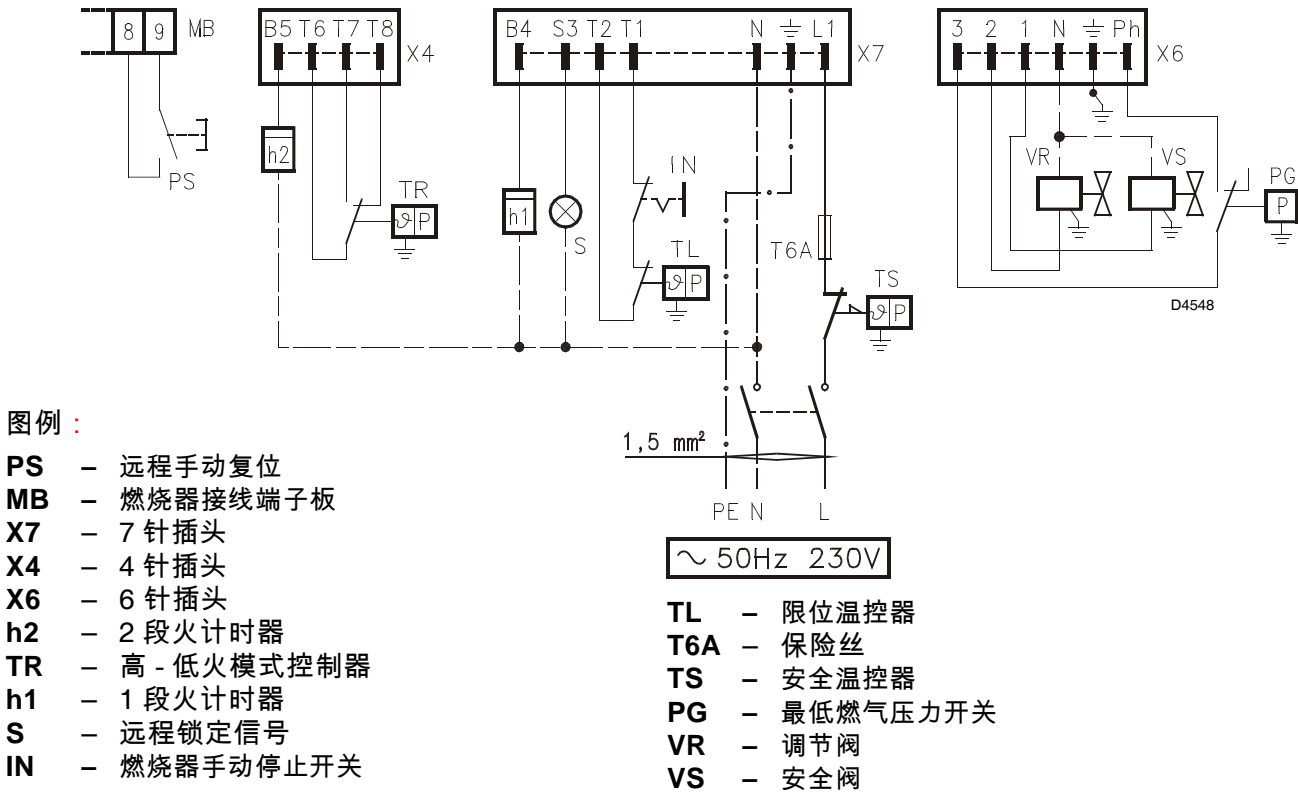 8 9 MB
B5 T6 T7 T8
X4
B4 S3 T2 T1 N L1
X7
3 2 1 N Ph
X6
PS
h2
TR
ϑ P
h1
S
IN
TL
ϑ P
T6A
TS
ϑ P
VR
VS
PG
P
D4548
1,5 mm²
PE N L
~ 50Hz 230V
图例：
PS – 远程手动复位
MB – 燃烧器接线端子板
X7 – 7 针插头
X4 – 4 针插头
X6 – 6 针插头
h2 – 2 段火计时器
TR – 高 - 低火模式控制器
h1 – 1 段火计时器
S – 远程锁定信号
IN – 燃烧器手动停止开关
TL – 限位温控器
T6A – 保险丝
TS – 安全温控器
PG – 最低燃气压力开关
VR – 调节阀
VS – 安全阀